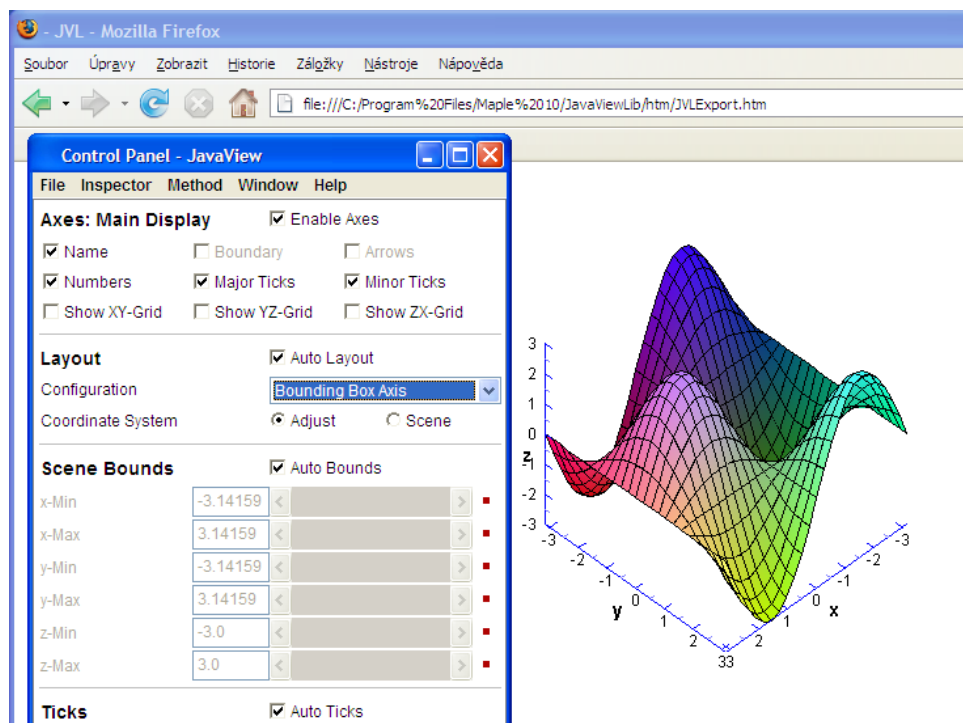 - JVL - Mozilla Firefox
Soubor Úpravy Zobrazit Historie Záložky Nástroje Nápověda
file:///C:/Program%20Files/Maple%2010/JavaViewLib/htm/JVLExport.htm
Control Panel - JavaView
File Inspector Method Window Help
Axes: Main Display Enable Axes
Name Boundary Arrows
Numbers Major Ticks Minor Ticks
Show XY-Grid Show YZ-Grid Show ZX-Grid
Layout Auto Layout
Configuration Bounding Box Axis
Coordinate System Adjust Scene
Scene Bounds Auto Bounds
x-Min -3.14159
x-Max 3.14159
y-Min -3.14159
y-Max 3.14159
z-Min -3.0
z-Max 3.0
Ticks Auto Ticks
3
2
1
0
z
-1
-2
-3
-3
-2
-1
0
y
1
2
33
2
1
0
x
-1
-2
-3